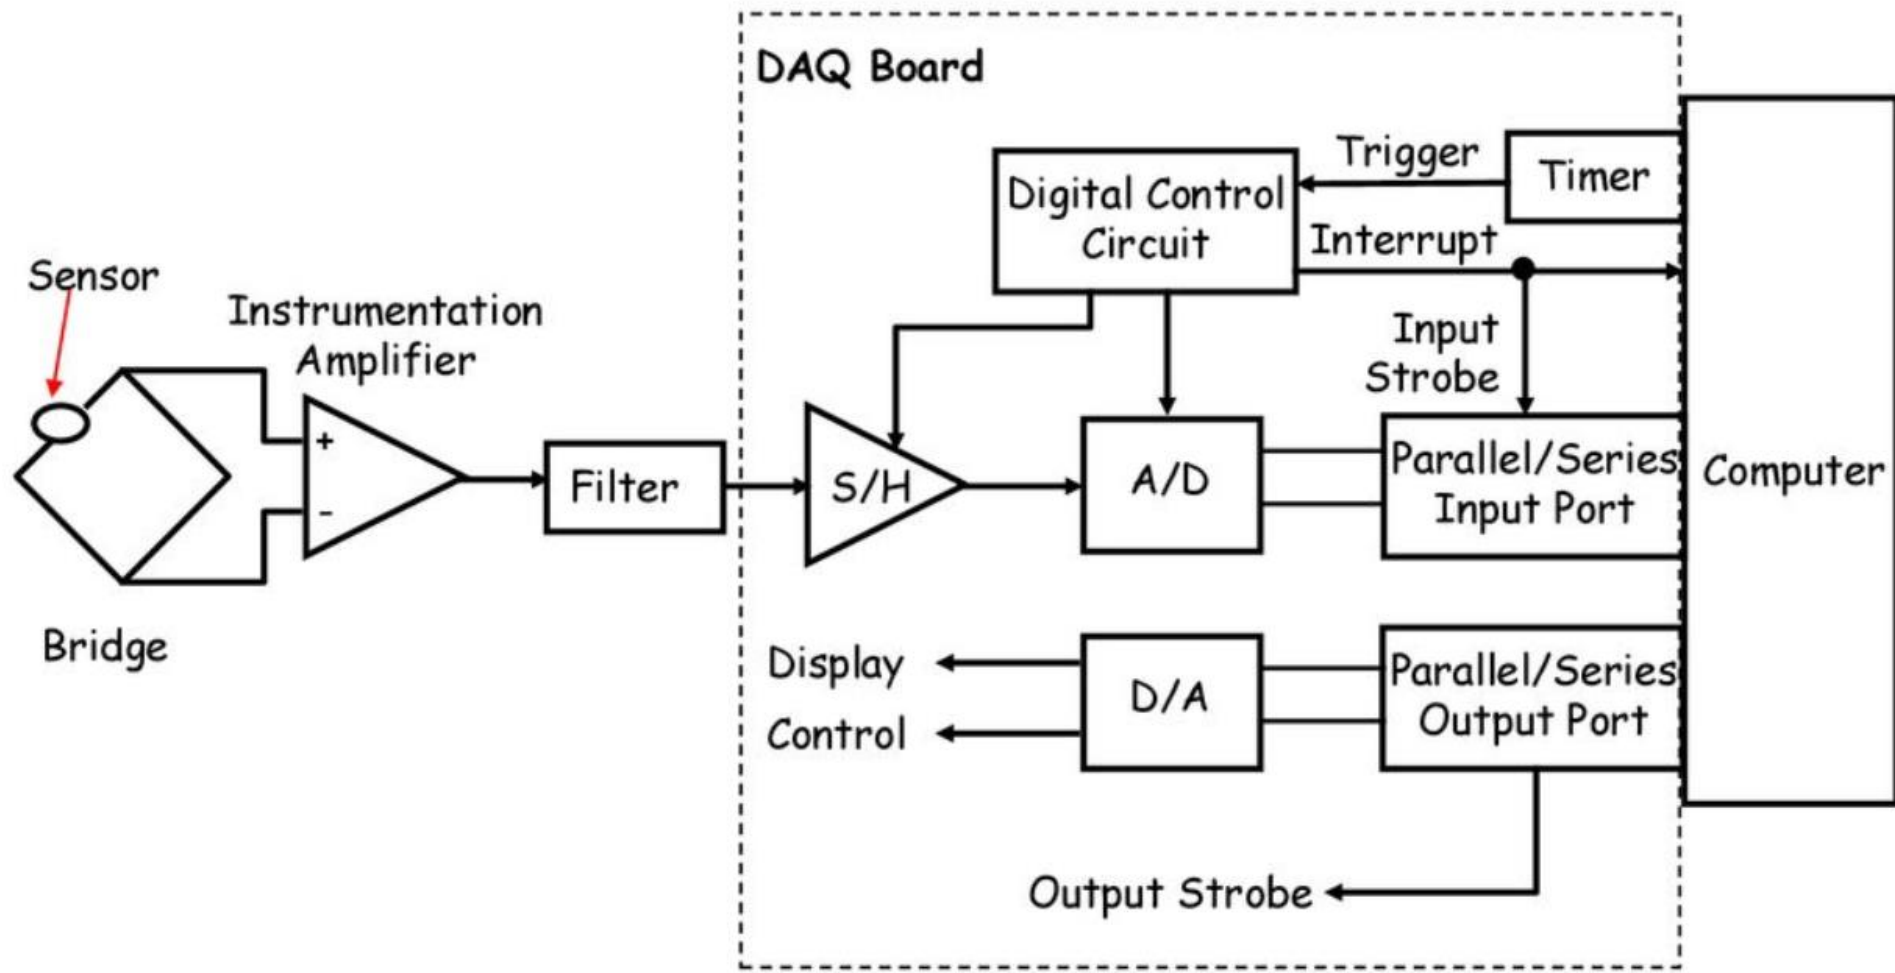 DAQ Board
Trigger
Timer
Digital Control
Circuit
Interrupt
Sensor
Instrumentation
Amplifier
Input
Strobe
+
-
Filter
S/H
A/D
Parallel/Series
Input Port
Computer
Bridge
Display
Control
D/A
Parallel/Series
Output Port
Output Strobe